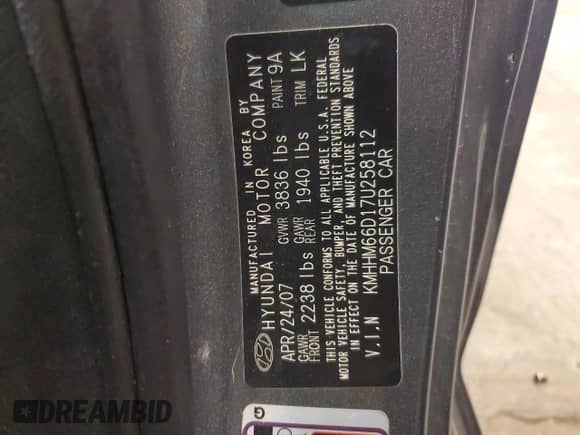 MANUFACTURED IN KOREA BY
HYUNDAI MOTOR COMPANY
APR/24/07 GVWR 3836 lbs PAINT 9A
GAWR FRONT 2238 lbs GAWR REAR 1940 lbs TRIM LK
THIS VEHICLE CONFORMS TO ALL APPLICABLE U.S.A. FEDERAL
MOTOR VEHICLE SAFETY, BUMPER, AND THEFT PREVENTION STANDARDS
IN EFFECT ON THE DATE OF MANUFACTURE SHOWN ABOVE
V.I.N KMHHM66D17U258112
PASSENGER CAR
DREAMBID